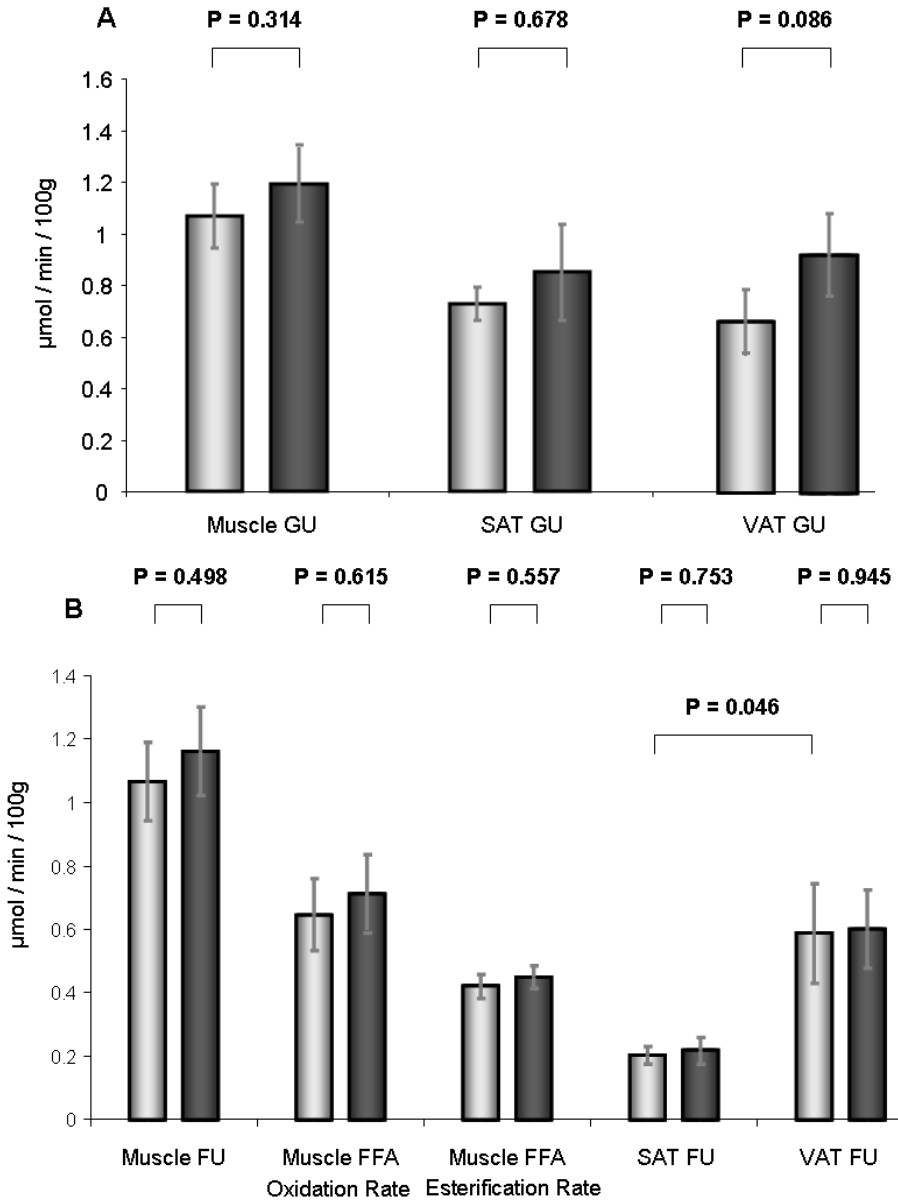 A
P = 0.314 P = 0.678 P = 0.086
1.6
1.4
1.2
1
0.8
0.6
0.4
0.2
0
µmol / min / 100g
Muscle GU SAT GU VAT GU
P = 0.498 P = 0.615 P = 0.557 P = 0.753 P = 0.945
B
1.4
P = 0.046
1.2
1
0.8
0.6
0.4
0.2
0
µmol / min / 100g
Muscle FU Muscle FFA Muscle FFA SAT FU VAT FU
Oxidation Rate Esterification Rate